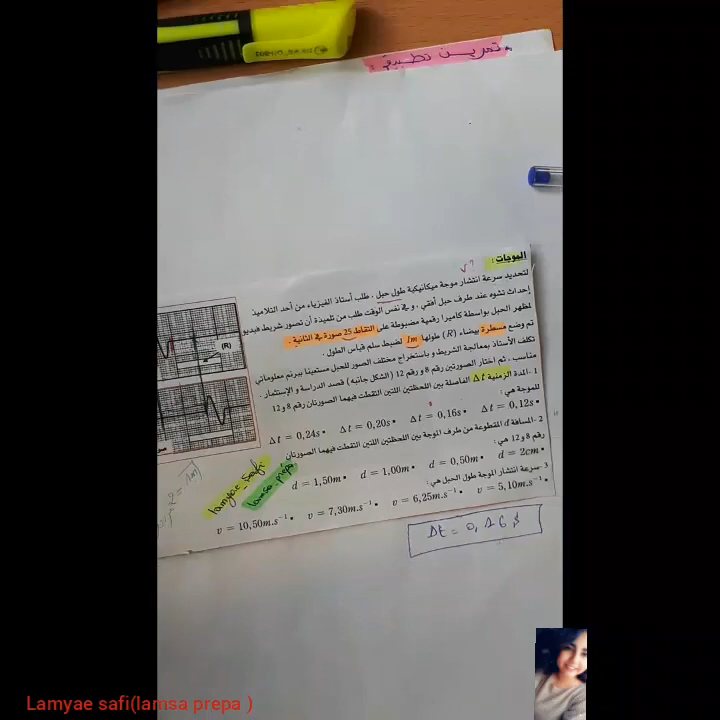 تمرين تطبيقي :
الموجات :
v ?
لتحديد سرعة انتشار موجة ميكانيكية طول حبل . طلب أستاذ الفيزياء من أحد التلاميذ
إحداث تشوه عند طرف حبل أفقي . و في نفس الوقت طلب من تلميذة أن تصور شريط فيديو
لمظهر الحبل بواسطة كاميرا رقمية مضبوطة على التقاط 25 صورة في الثانية .
تم وضع مسطرة بيضاء (R) طولها 1m لضبط سلم قياس الطول .
تكلف الأستاذ بمعالجة الشريط و باستخراج مختلف الصور للحبل مستعينا ببرنم معلوماتي
مناسب . تم اختار الصورتين رقم 8 و رقم 12 (الشكل جانبه) قصد الدراسة و الإستثمار .
1 - المدة الزمنية Δt الفاصلة بين اللحظتين اللتين التقطت فيهما الصورتان رقم 8 و 12
للموجة هي :
• Δt = 0,12s • Δt = 0,16s • Δt = 0,20s • Δt = 0,24s
2 - المسافة d المقطوعة من طرف الموجة بين اللحظتين اللتين التقطت فيهما الصورتان
رقم 8 و 12 هي :
• d = 2cm • d = 0,50m • d = 1,00m • d = 1,50m
3 - سرعة انتشار الموجة طول الحبل هي :
• v = 5,10m.s⁻¹ • v = 6,25m.s⁻¹ • v = 7,30m.s⁻¹ • v = 10,50m.s⁻¹
(R)
lamyae-safi
lamsa-prépa
Δt = 0,16 s
Lamyae safi(lamsa prepa )